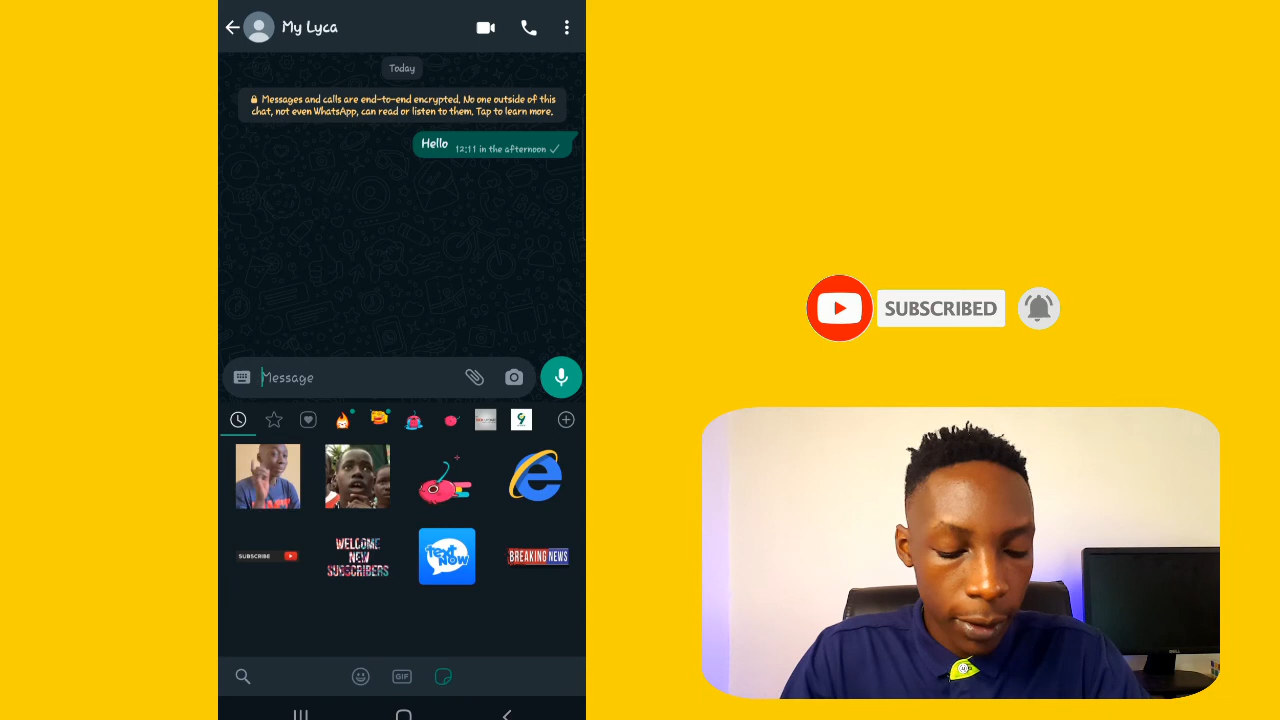 My Lyca
Today
Messages and calls are end-to-end encrypted. No one outside of this
chat, not even WhatsApp, can read or listen to them. Tap to learn more.
Hello 12:11 in the afternoon
Message
SUBSCRIBE
WELCOME
NEW
SUBSCRIBERS
text
NOW
BREAKING NEWS
GIF
SUBSCRIBED